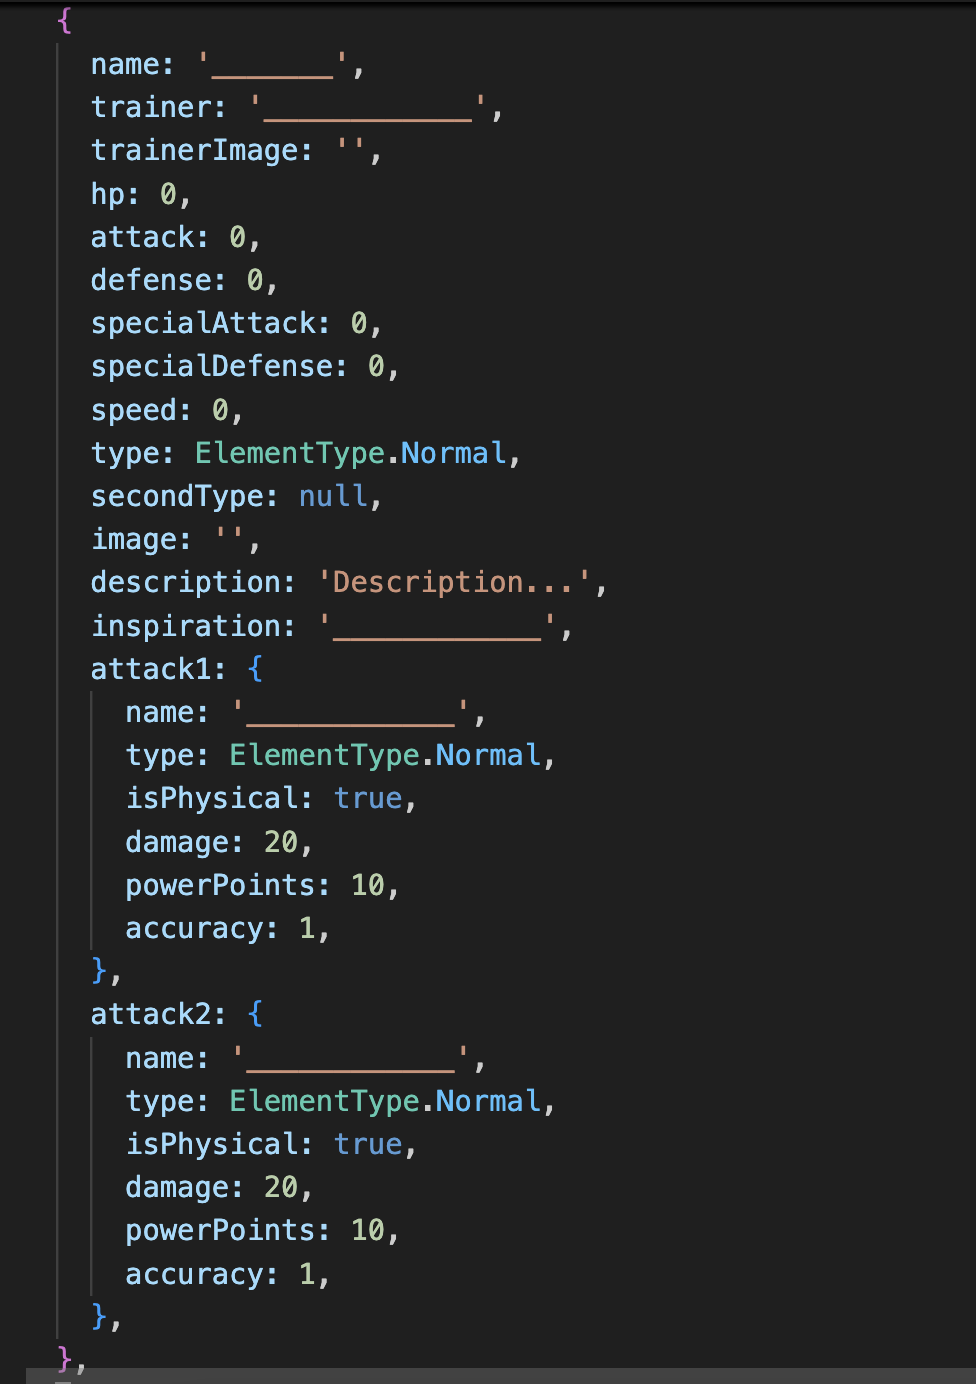 {
name: '_______',
trainer: '____________',
trainerImage: '',
hp: 0,
attack: 0,
defense: 0,
specialAttack: 0,
specialDefense: 0,
speed: 0,
type: ElementType.Normal,
secondType: null,
image: '',
description: 'Description...',
inspiration: '____________',
attack1: {
name: '____________',
type: ElementType.Normal,
isPhysical: true,
damage: 20,
powerPoints: 10,
accuracy: 1,
},
attack2: {
name: '____________',
type: ElementType.Normal,
isPhysical: true,
damage: 20,
powerPoints: 10,
accuracy: 1,
},
},